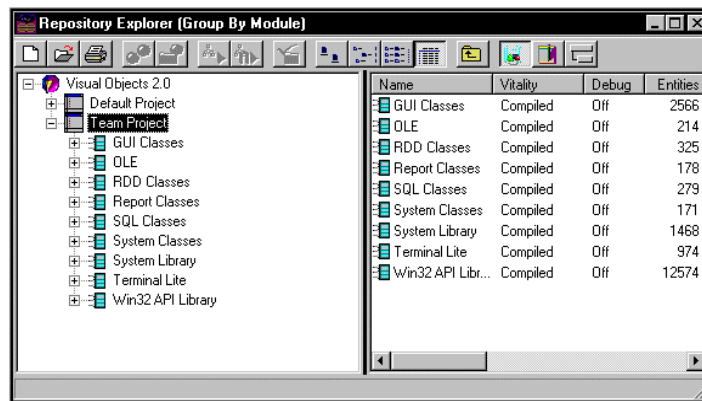 Repository Explorer (Group By Module)
Visual Objects 2.0
Default Project
Team Project
GUI Classes
OLE
RDD Classes
Report Classes
SQL Classes
System Classes
System Library
Terminal Lite
Win32 API Library
Name Vitality Debug Entities
GUI Classes Compiled Off 2566
OLE Compiled Off 214
RDD Classes Compiled Off 325
Report Classes Compiled Off 178
SQL Classes Compiled Off 279
System Classes Compiled Off 171
System Library Compiled Off 1468
Terminal Lite Compiled Off 974
Win32 API Libr... Compiled Off 12574